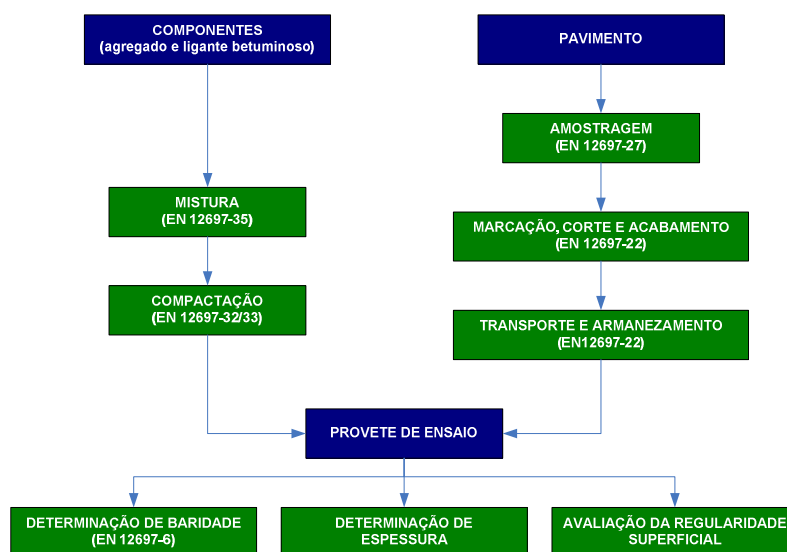 COMPONENTES
(agregado e ligante betuminoso)
PAVIMENTO
AMOSTRAGEM
(EN 12697-27)
MISTURA
(EN 12697-35)
MARCAÇÃO, CORTE E ACABAMENTO
(EN 12697-22)
COMPACTAÇÃO
(EN 12697-32/33)
TRANSPORTE E ARMANEZAMENTO
(EN12697-22)
PROVETE DE ENSAIO
DETERMINAÇÃO DE BARIDADE
(EN 12697-6)
DETERMINAÇÃO DE
ESPESSURA
AVALIAÇÃO DA REGULARIDADE
SUPERFICIAL